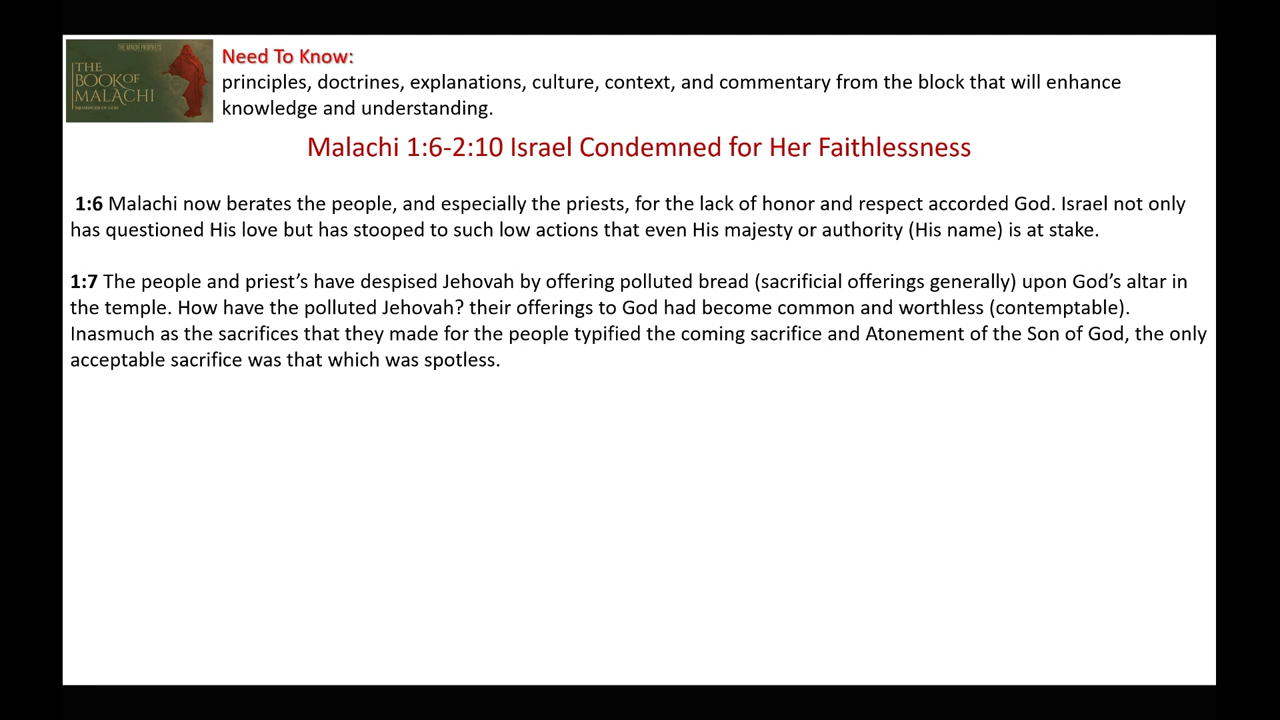 THE MINOR PROPHETS
THE
BOOK OF
MALACHI
MESSENGER OF GOD
Need To Know:
principles, doctrines, explanations, culture, context, and commentary from the block that will enhance
knowledge and understanding.
Malachi 1:6-2:10 Israel Condemned for Her Faithlessness
1:6 Malachi now berates the people, and especially the priests, for the lack of honor and respect accorded God. Israel not only
has questioned His love but has stooped to such low actions that even His majesty or authority (His name) is at stake.
1:7 The people and priest’s have despised Jehovah by offering polluted bread (sacrificial offerings generally) upon God’s altar in
the temple. How have the polluted Jehovah? their offerings to God had become common and worthless (contemptable).
Inasmuch as the sacrifices that they made for the people typified the coming sacrifice and Atonement of the Son of God, the only
acceptable sacrifice was that which was spotless.